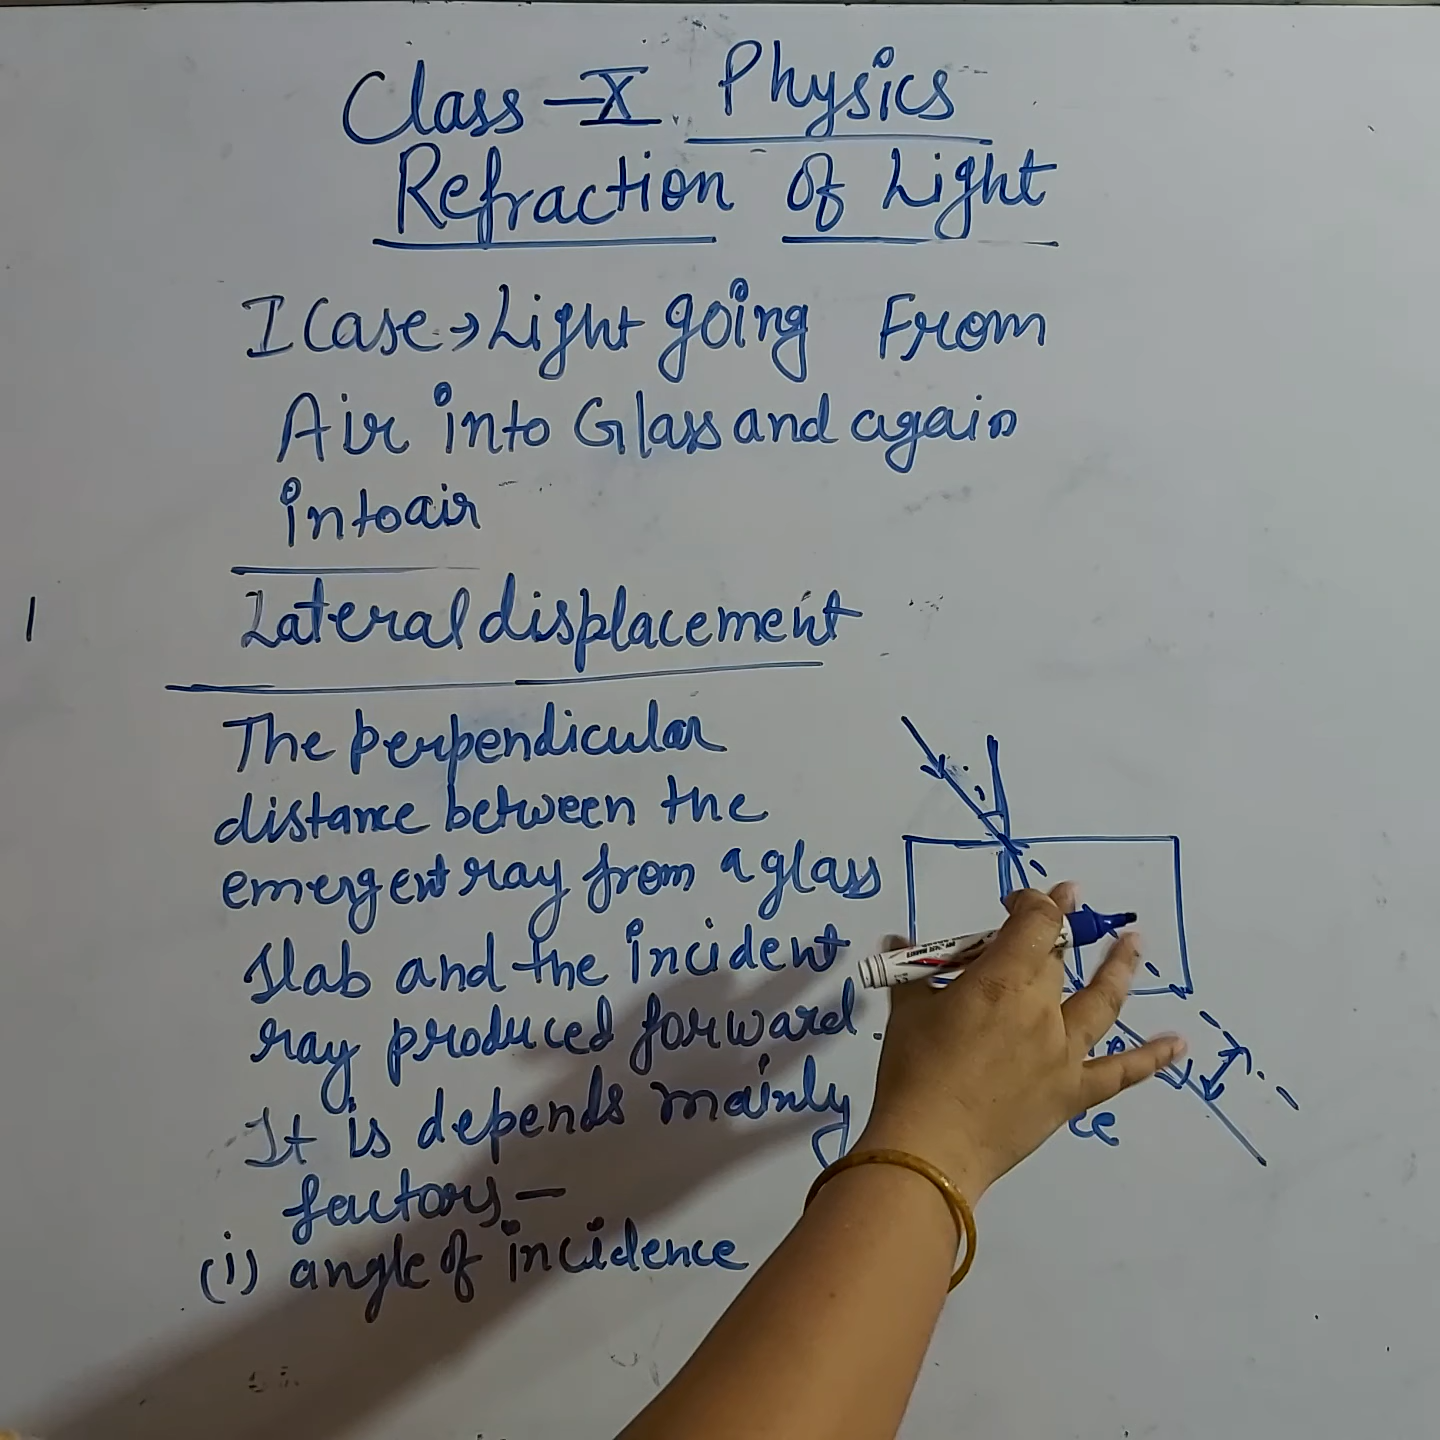 Class - X Physics
Refraction of Light
I Case → Light going From
Air into Glass and again
into air
Lateral displacement
The perpendicular
distance between the
emergent ray from a glass
slab and the incident
ray produced forward.
It is depends mainly
factors —
(i) angle of incidence